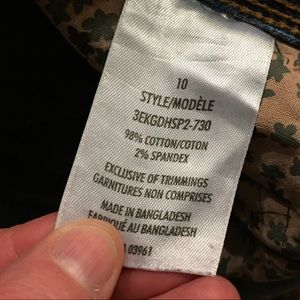 10
STYLE/MODÈLE
3EKGDHSP2-730
98% COTTON/COTON
2% SPANDEX
EXCLUSIVE OF TRIMMINGS
GARNITURES NON COMPRISES
MADE IN BANGLADESH
FABRIQUÉ AU BANGLADESH
03961